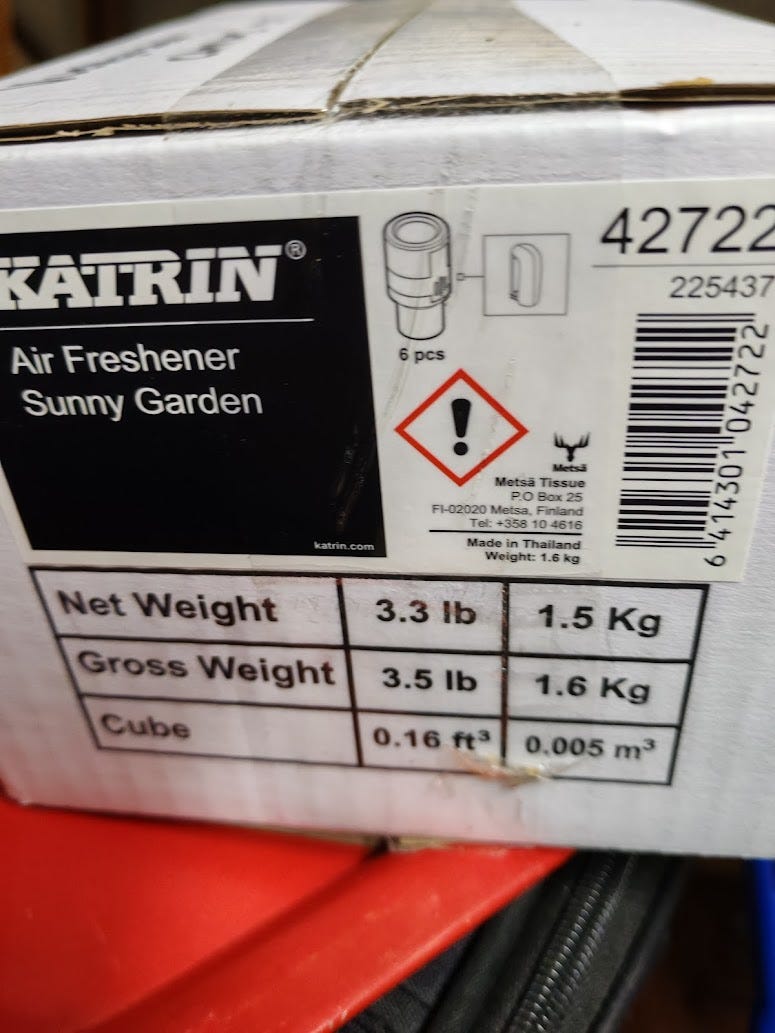 KATRIN®
Air Freshener
Sunny Garden
katrin.com
6 pcs
Metsä
Metsä Tissue
P.O Box 25
FI-02020 Metsa, Finland
Tel: +358 10 4616
Made in Thailand
Weight: 1.6 kg
42722
225437
6 414301 042722
Net Weight 3.3 lb 1.5 Kg
Gross Weight 3.5 lb 1.6 Kg
Cube 0.16 ft³ 0.005 m³